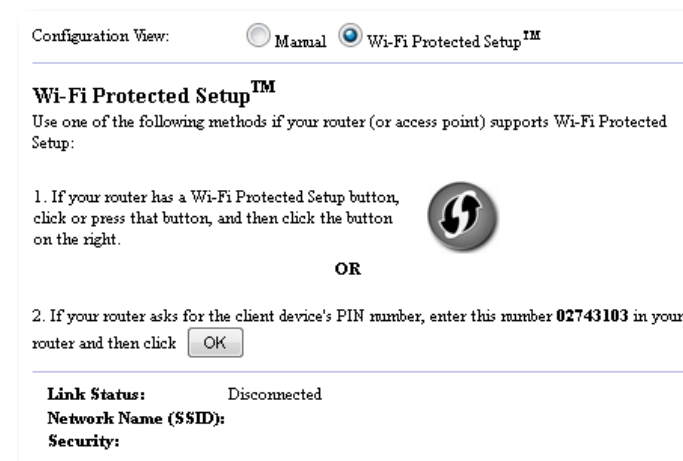 Configuration View: Manual Wi-Fi Protected Setup™
Wi-Fi Protected Setup™
Use one of the following methods if your router (or access point) supports Wi-Fi Protected
Setup:
1. If your router has a Wi-Fi Protected Setup button,
click or press that button, and then click the button
on the right.
OR
2. If your router asks for the client device's PIN number, enter this number 02743103 in your
router and then click OK
Link Status: Disconnected
Network Name (SSID):
Security: